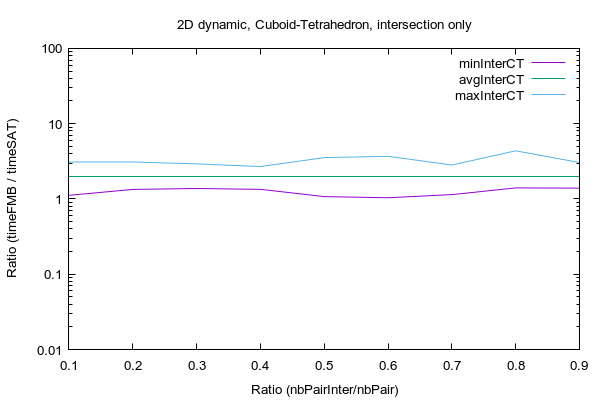 2D dynamic, Cuboid-Tetrahedron, intersection only
100
10
1
0.1
0.01
Ratio (timeFMB / timeSAT)
minInterCT
avgInterCT
maxInterCT
0.1 0.2 0.3 0.4 0.5 0.6 0.7 0.8 0.9
Ratio (nbPairInter/nbPair)